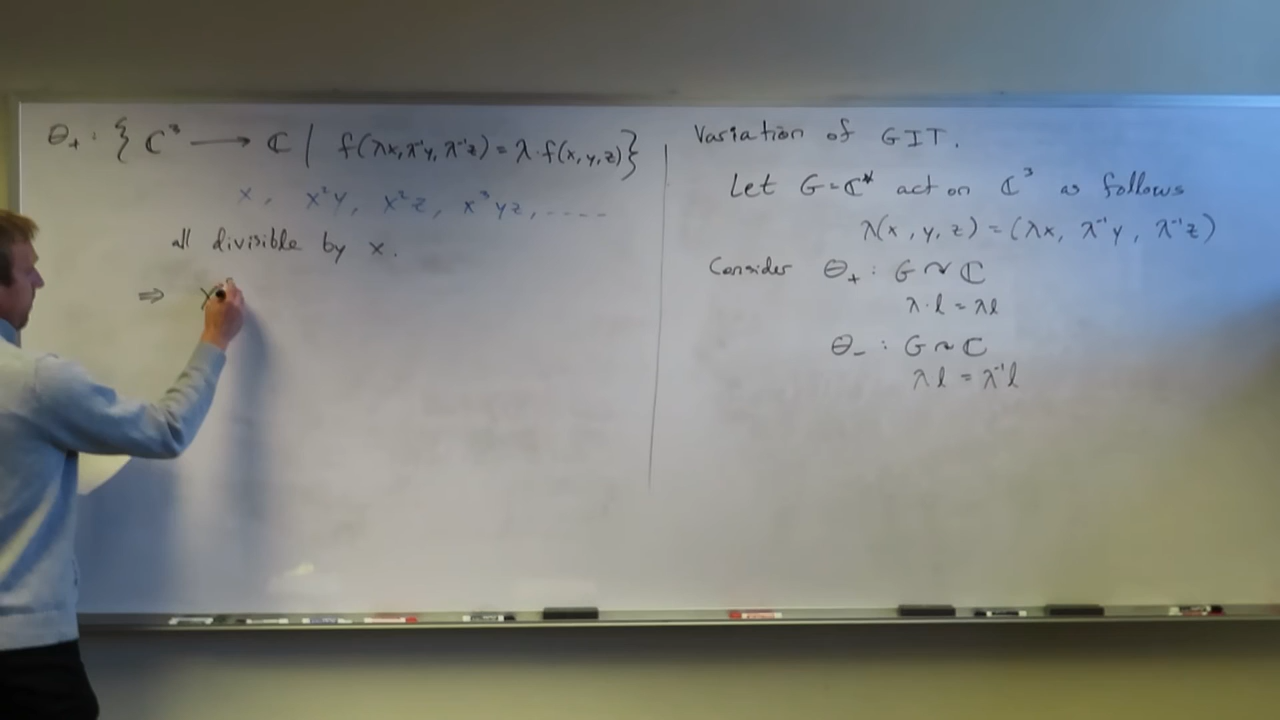 θ₊ : { ℂ³ ⟶ ℂ | f(λx, λ⁻¹y, λ⁻¹z) = λ·f(x, y, z) }
x, x²y, x²z, x³yz, ----
all divisible by x.
⇒ X
Variation of GIT.
Let G=ℂ* act on ℂ³ as follows
λ(x, y, z) = (λx, λ⁻¹y, λ⁻¹z)
Consider θ₊ : G ↷ ℂ
λ·l = λl
θ₋ : G ↷ ℂ
λl = λ⁻¹l